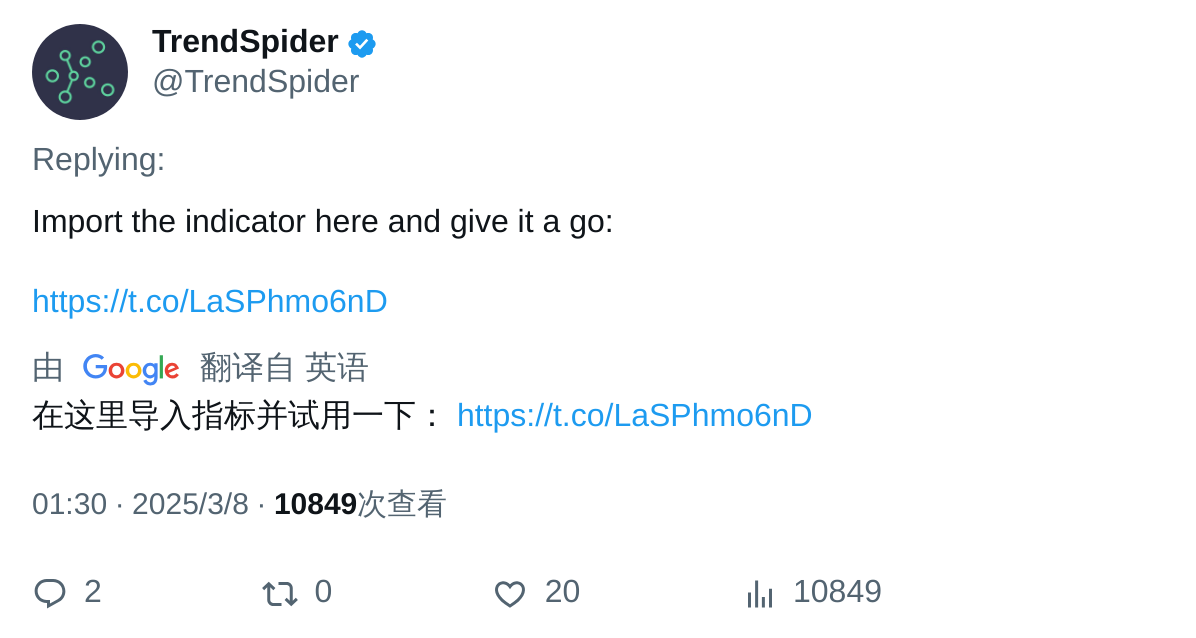 TrendSpider
@TrendSpider
Replying:
Import the indicator here and give it a go:
https://t.co/LaSPhmo6nD
由 Google 翻译自 英语
在这里导入指标并试用一下： https://t.co/LaSPhmo6nD
01:30 · 2025/3/8 · 10849次查看
2 0 20 10849